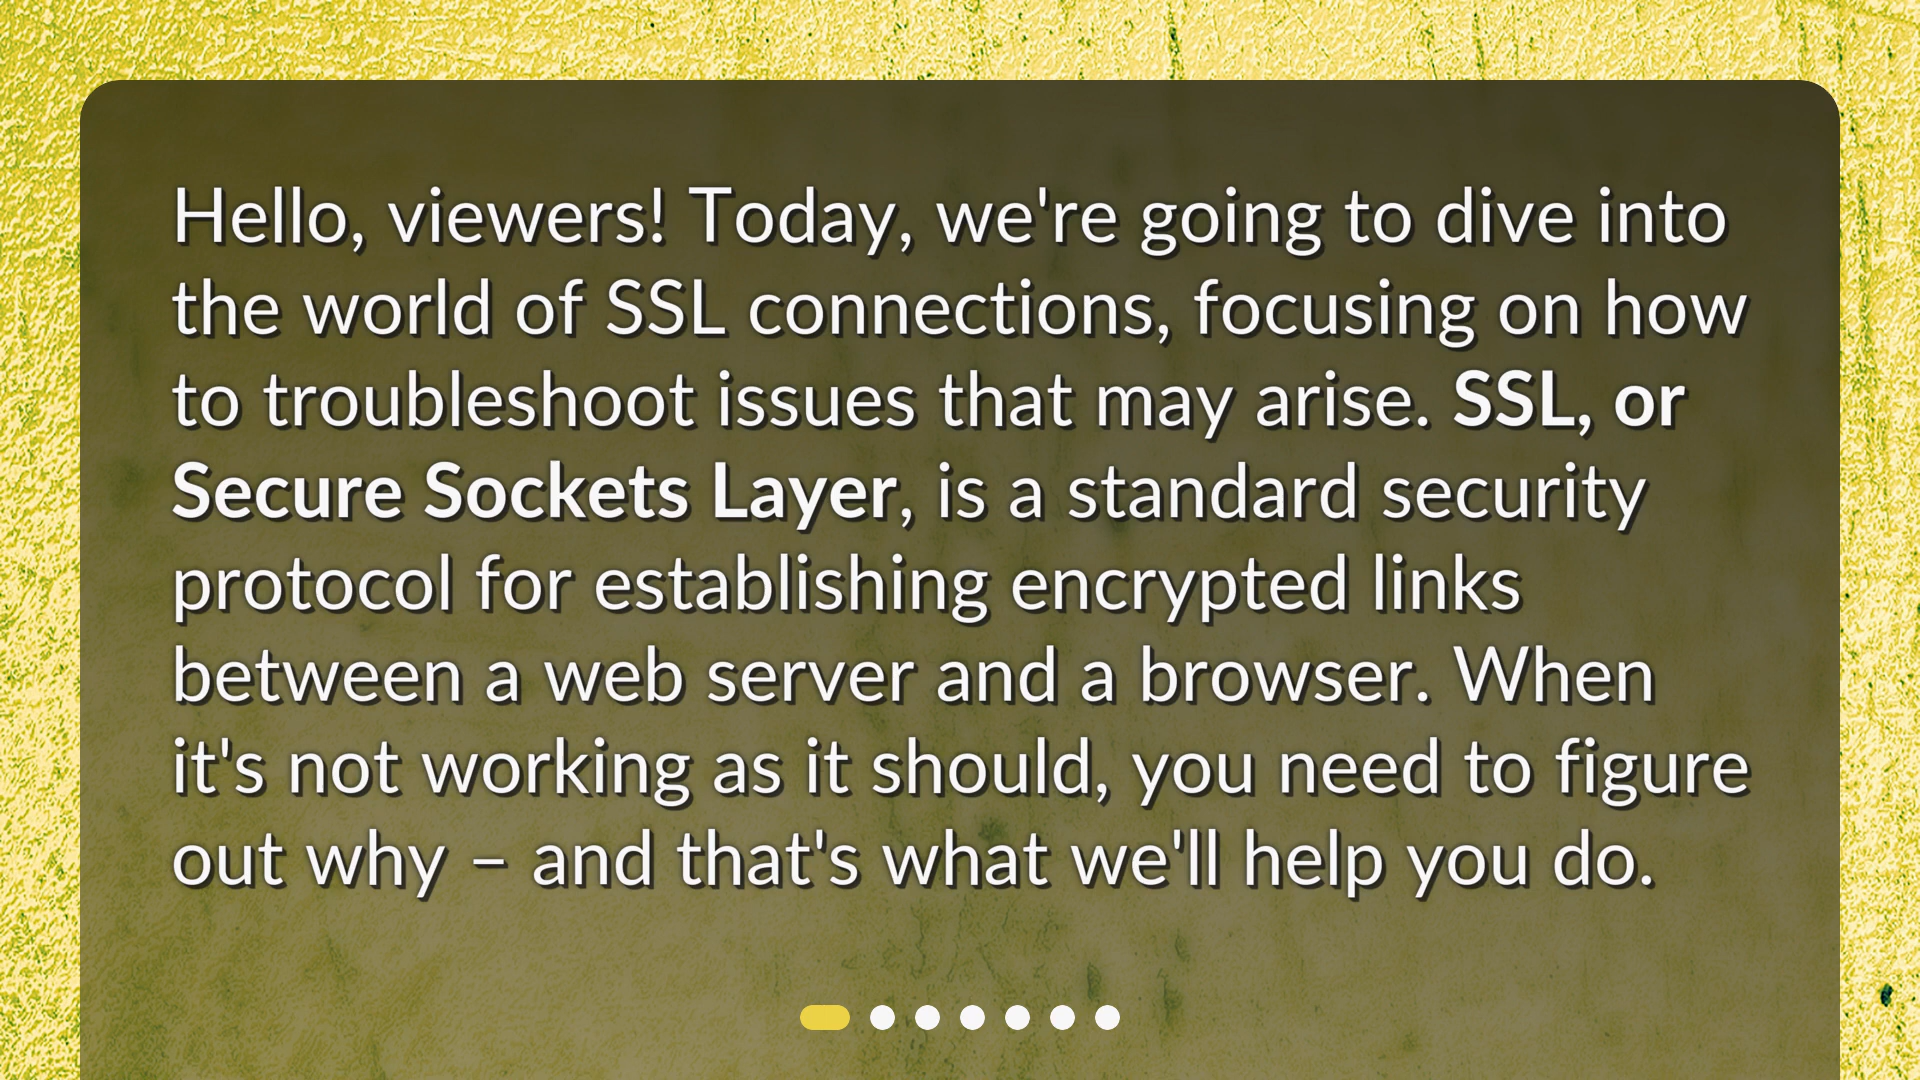 Hello, viewers! Today, we're going to dive into
the world of SSL connections, focusing on how
to troubleshoot issues that may arise. SSL, or
Secure Sockets Layer, is a standard security
protocol for establishing encrypted links
between a web server and a browser. When
it's not working as it should, you need to figure
out why – and that's what we'll help you do.